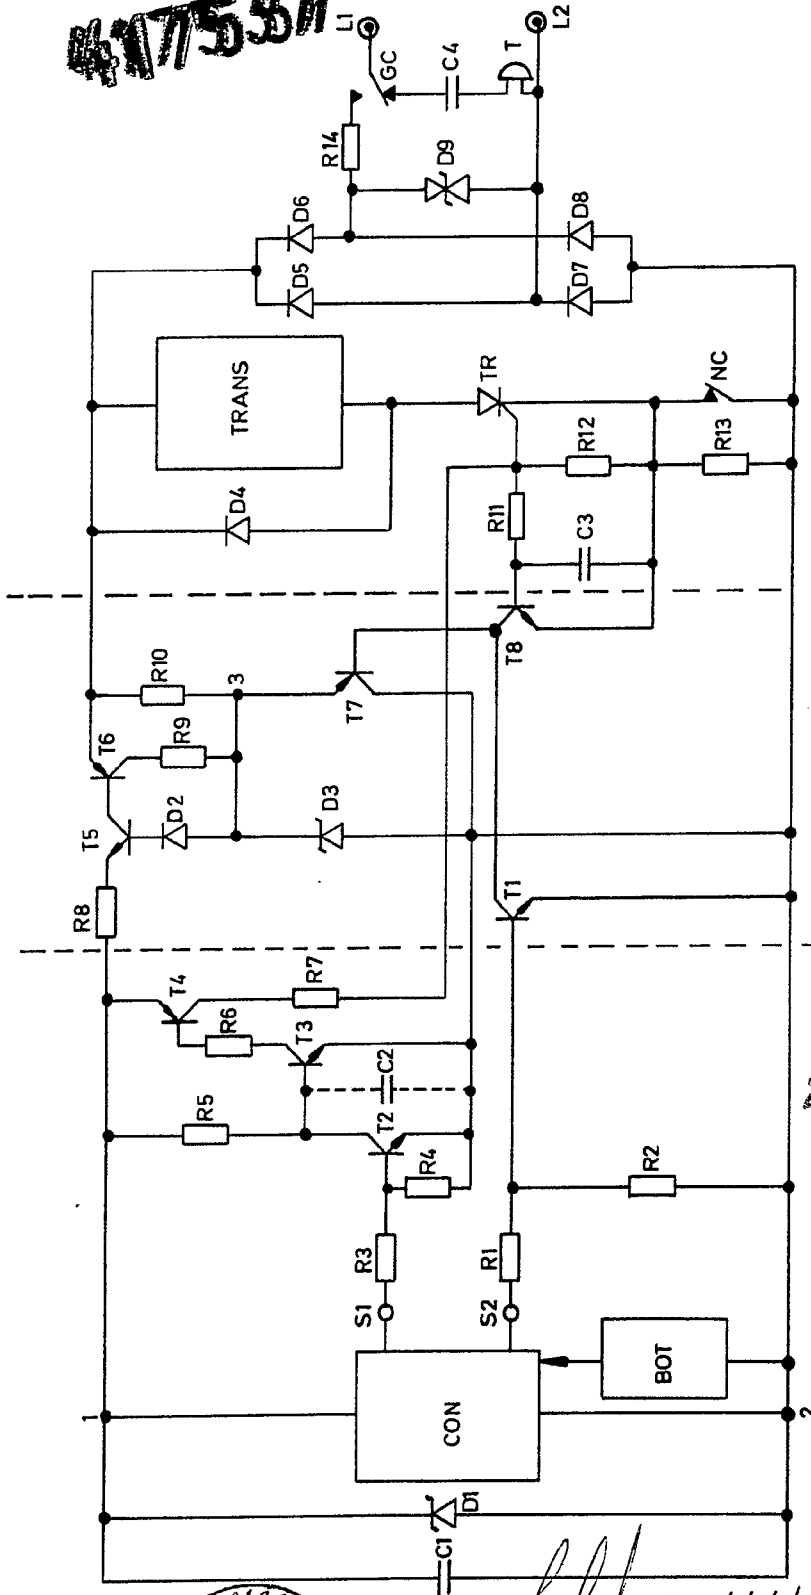 L1
L2
GC
C4
T
R14
D9
D6
D8
D5
D7
TRANS
TR
NC
D4
R12
R13
R11
C3
R10
3
T8
T6
R9
T7
T5
D2
D3
R8
T1
T4
R7
R6
T3
R5
C2
T2
R4
R2
R3
R1
S1
S2
1
CON
BOT
2
D1
C1